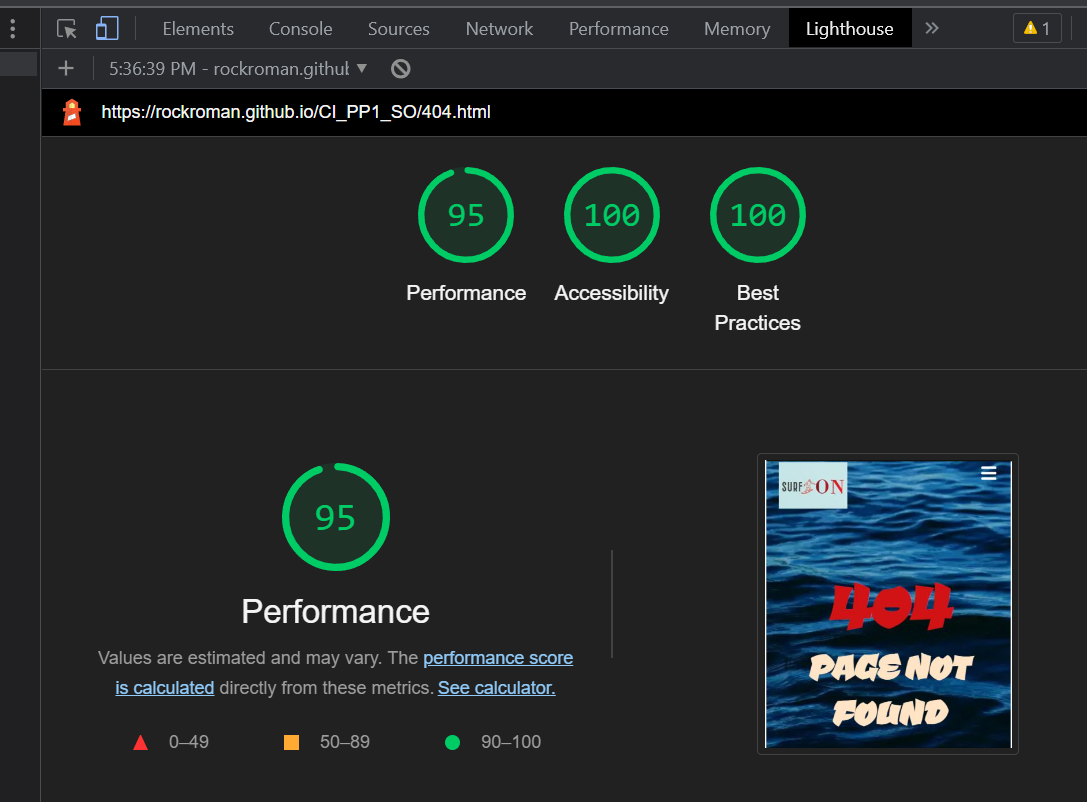 Elements Console Sources Network Performance Memory Lighthouse 1
5:36:39 PM - rockroman.github
https://rockroman.github.io/CI_PP1_SO/404.html
95 100 100
Performance Accessibility Best
Practices
95
Performance
Values are estimated and may vary. The performance score
is calculated directly from these metrics. See calculator.
0–49 50–89 90–100
SURF ON
404
PAGE NOT
FOUND